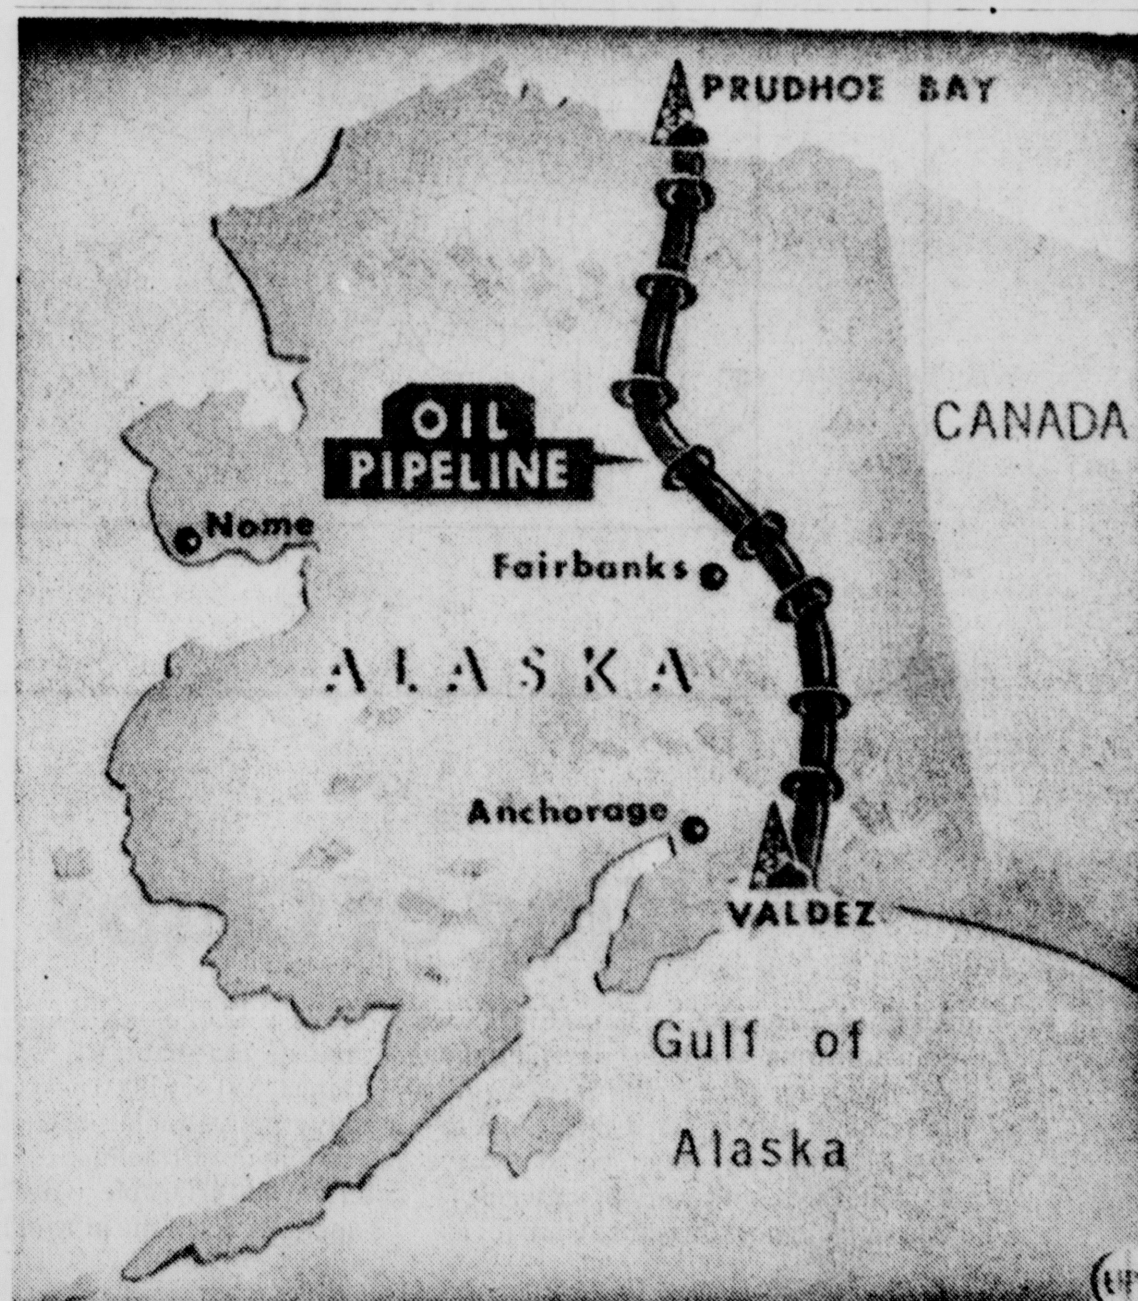 PRUDHOE BAY
CANADA
OIL
PIPELINE
Nome
Fairbanks
ALASKA
Anchorage
VALDEZ
Gulf of
Alaska